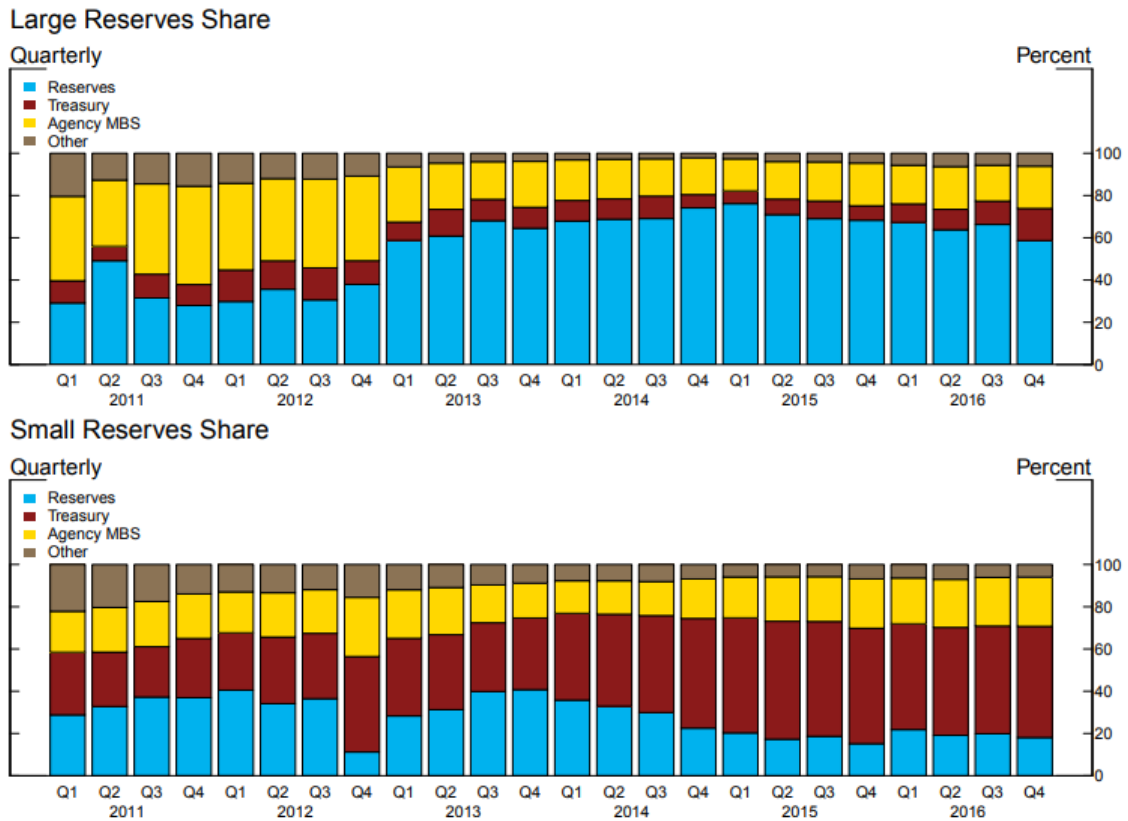 Large Reserves Share
Quarterly Percent
Reserves
Treasury
Agency MBS
Other
100
80
60
40
20
0
Q1 Q2 Q3 Q4 Q1 Q2 Q3 Q4 Q1 Q2 Q3 Q4 Q1 Q2 Q3 Q4 Q1 Q2 Q3 Q4 Q1 Q2 Q3 Q4
2011 2012 2013 2014 2015 2016
Small Reserves Share
Quarterly Percent
Reserves
Treasury
Agency MBS
Other
100
80
60
40
20
0
Q1 Q2 Q3 Q4 Q1 Q2 Q3 Q4 Q1 Q2 Q3 Q4 Q1 Q2 Q3 Q4 Q1 Q2 Q3 Q4 Q1 Q2 Q3 Q4
2011 2012 2013 2014 2015 2016